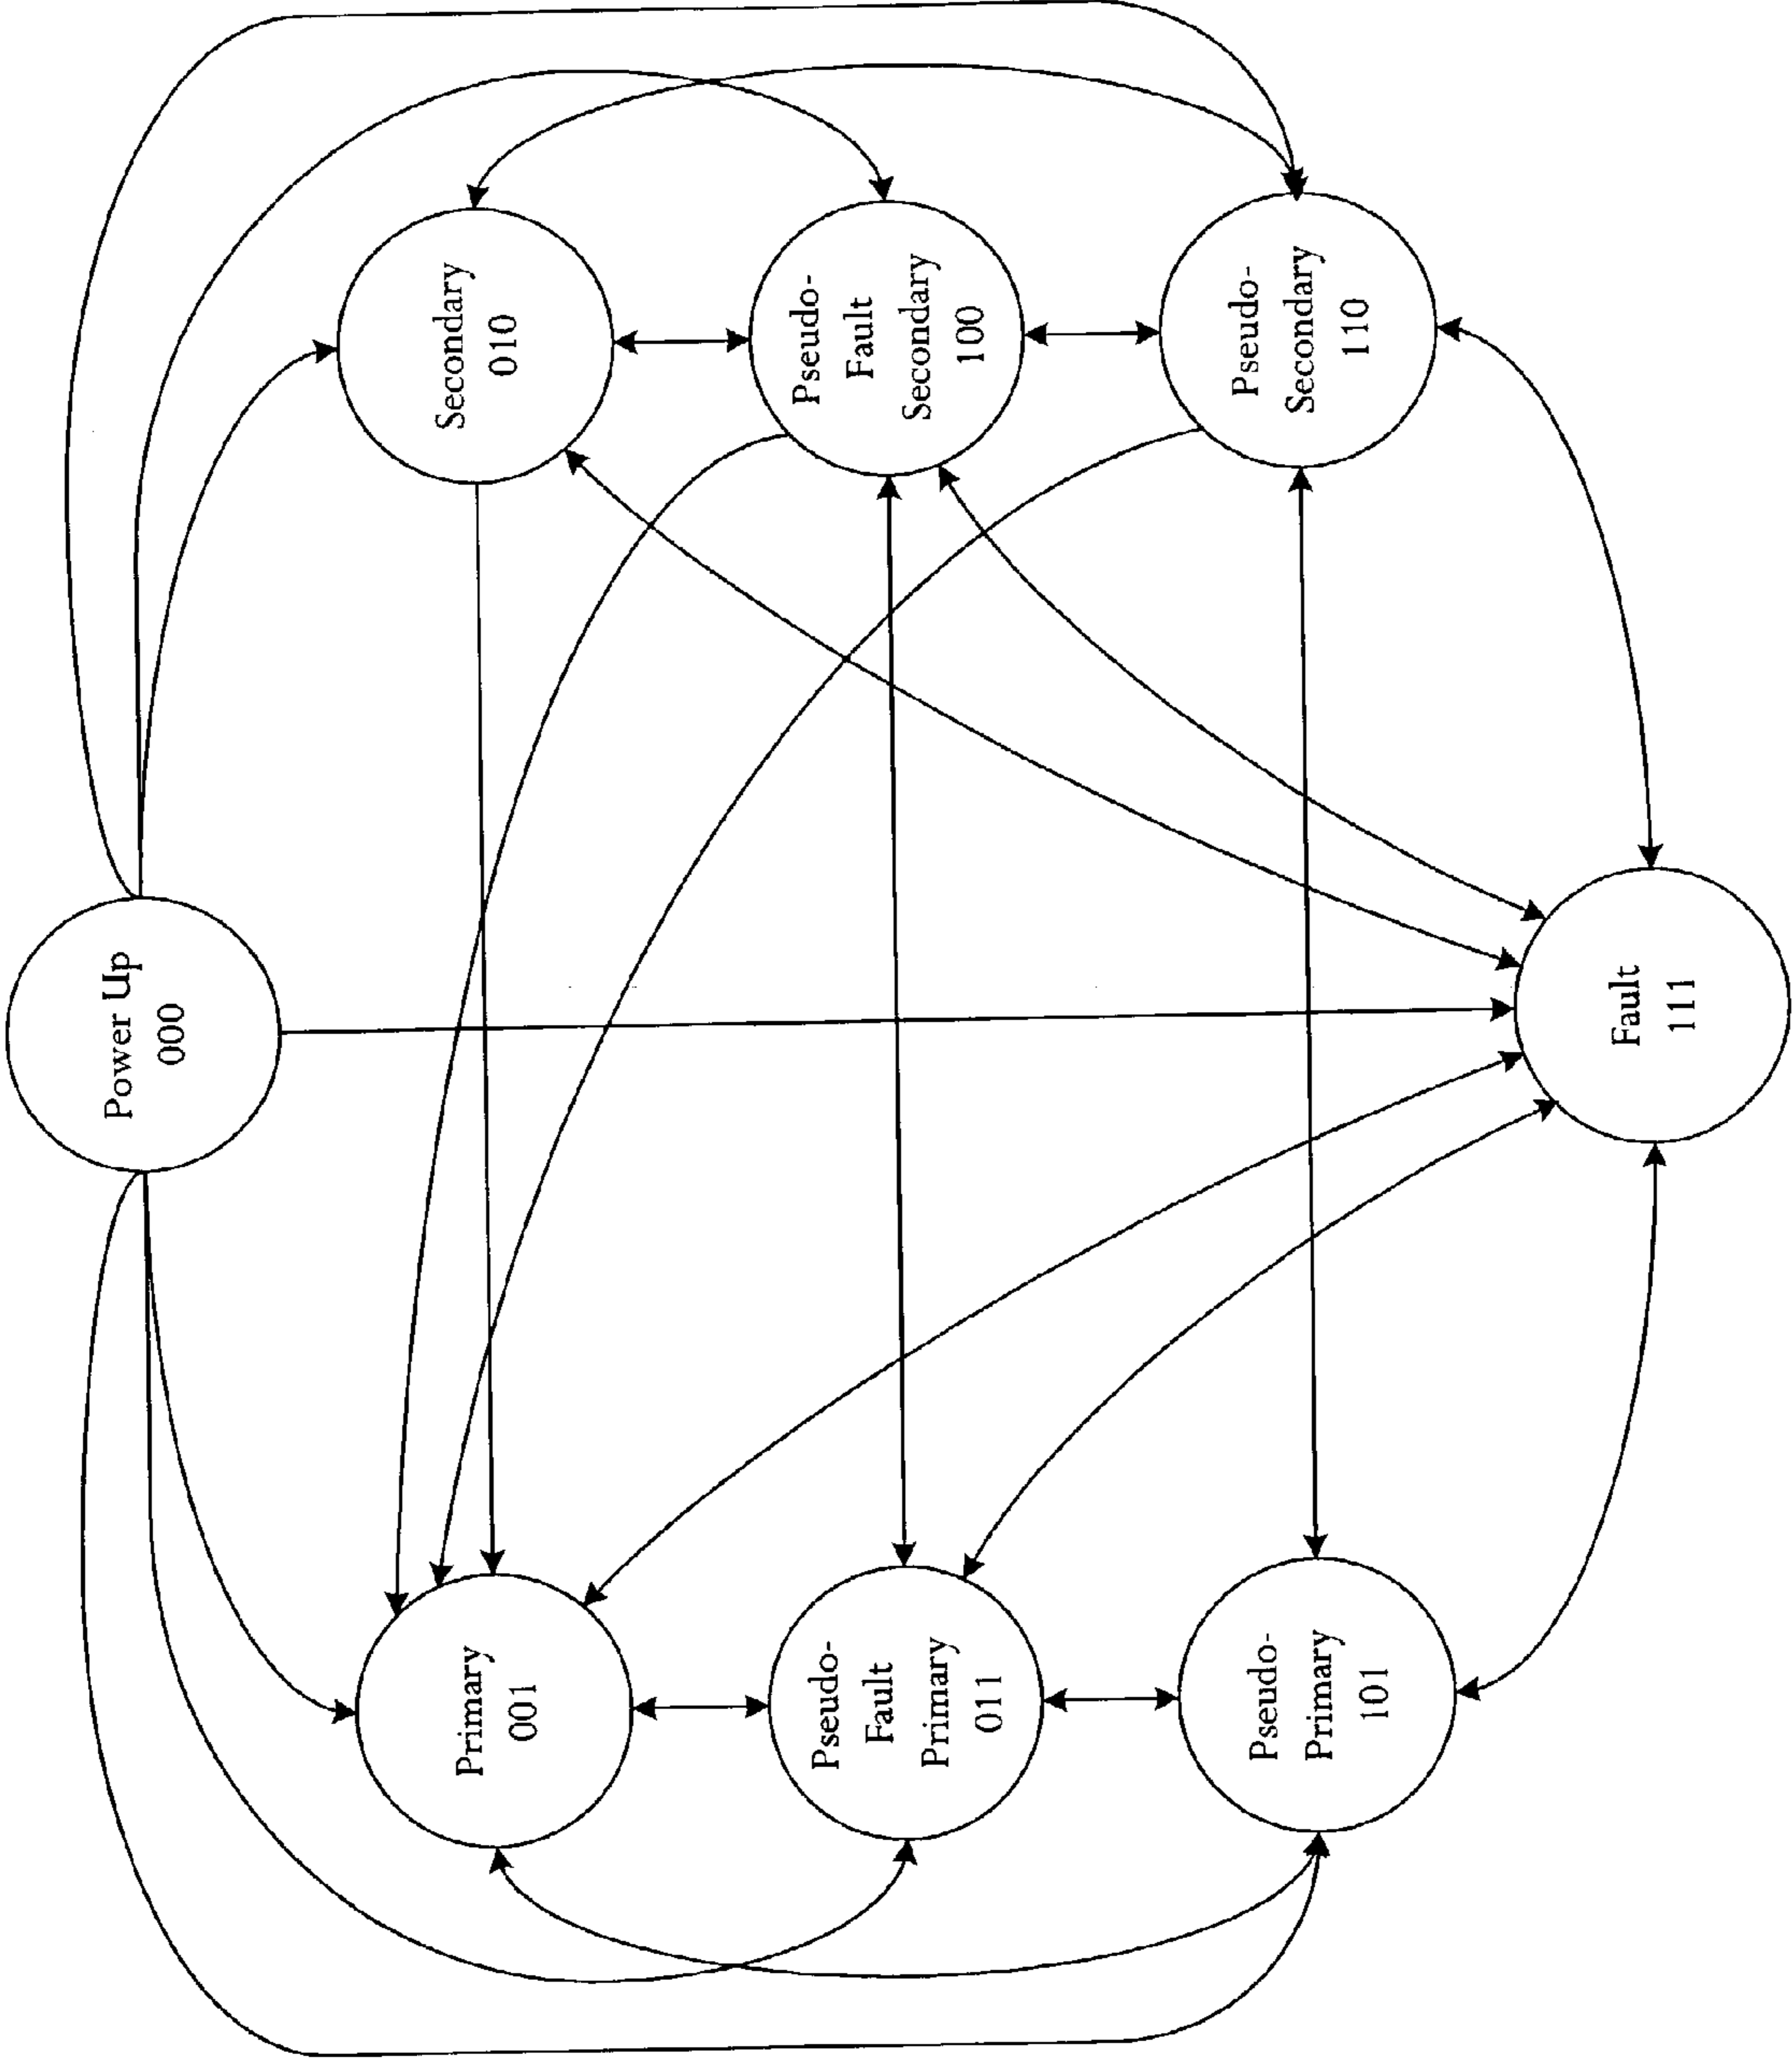 Power Up
000
Primary
001
Secondary
010
Pseudo-
Fault
Primary
011
Pseudo-
Fault
Secondary
100
Pseudo-
Primary
101
Pseudo-
Secondary
110
Fault
111